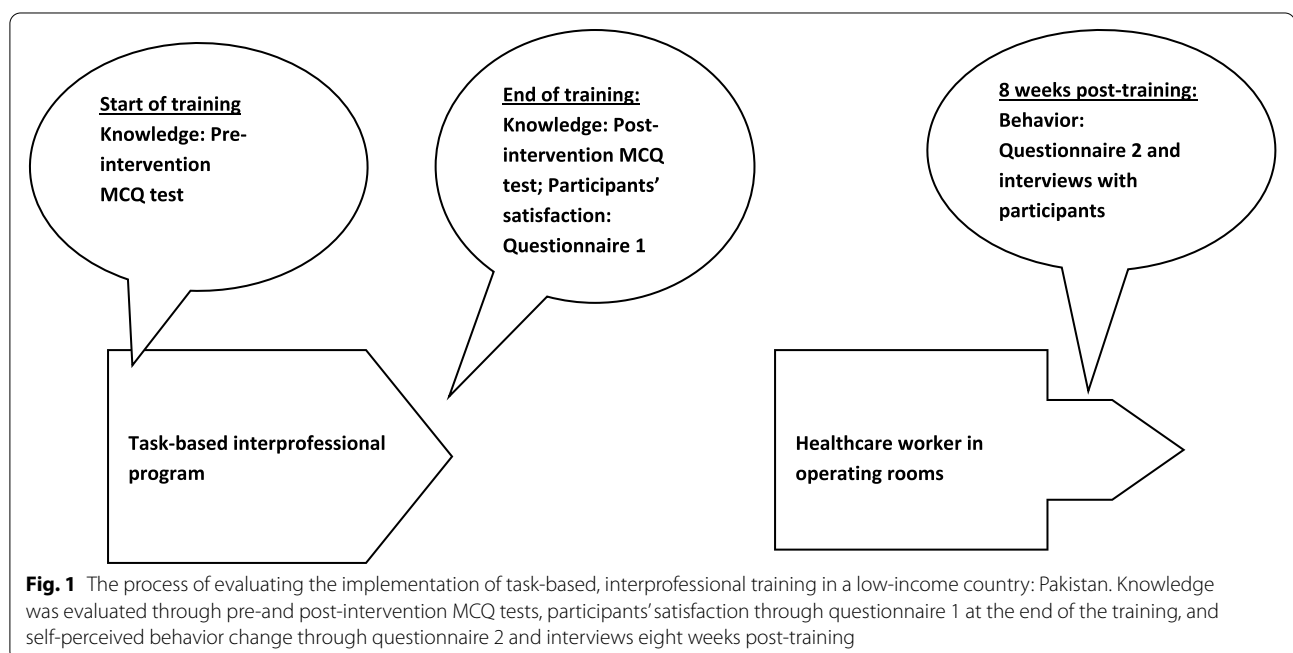 Start of training
Knowledge: Pre-
intervention
MCQ test
End of training:
Knowledge: Post-
intervention MCQ
test; Participants'
satisfaction:
Questionnaire 1
8 weeks post-training:
Behavior:
Questionnaire 2 and
interviews with
participants
Task-based interprofessional
program
Healthcare worker in
operating rooms
Fig. 1 The process of evaluating the implementation of task-based, interprofessional training in a low-income country: Pakistan. Knowledge
was evaluated through pre-and post-intervention MCQ tests, participants' satisfaction through questionnaire 1 at the end of the training, and
self-perceived behavior change through questionnaire 2 and interviews eight weeks post-training